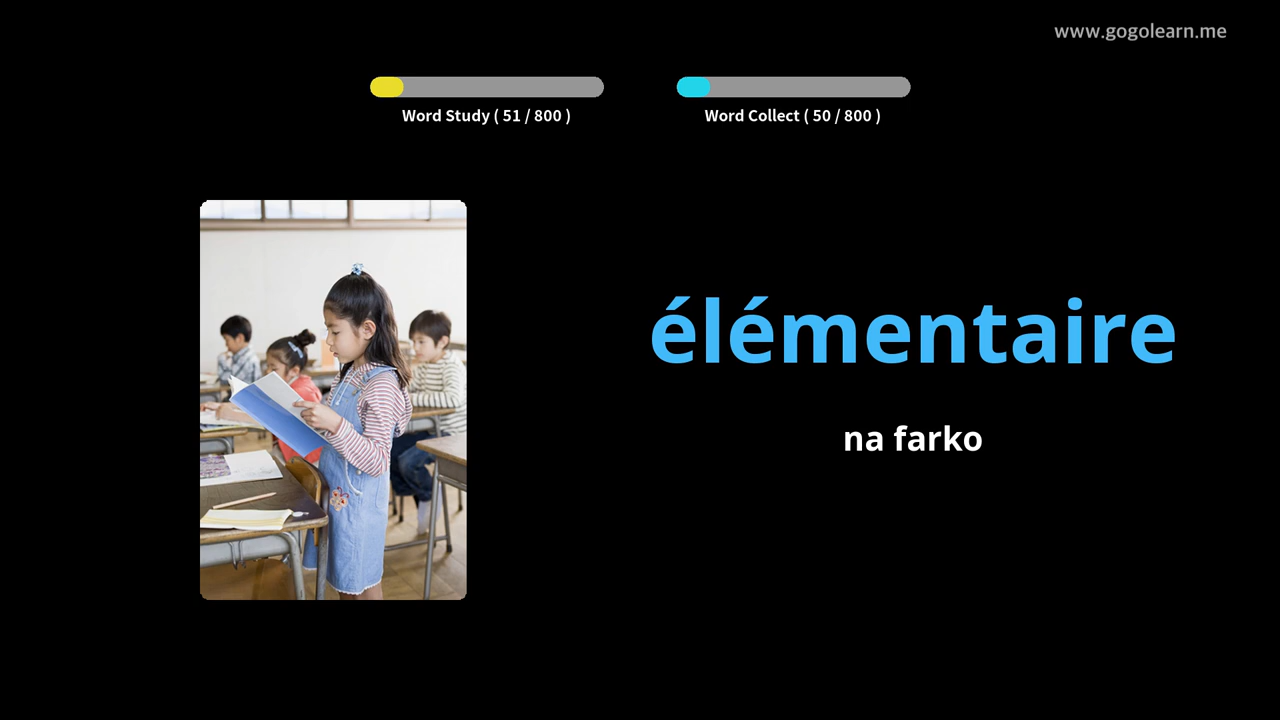 www.gogolearn.me
Word Study ( 51 / 800 )
Word Collect ( 50 / 800 )
élémentaire
na farko